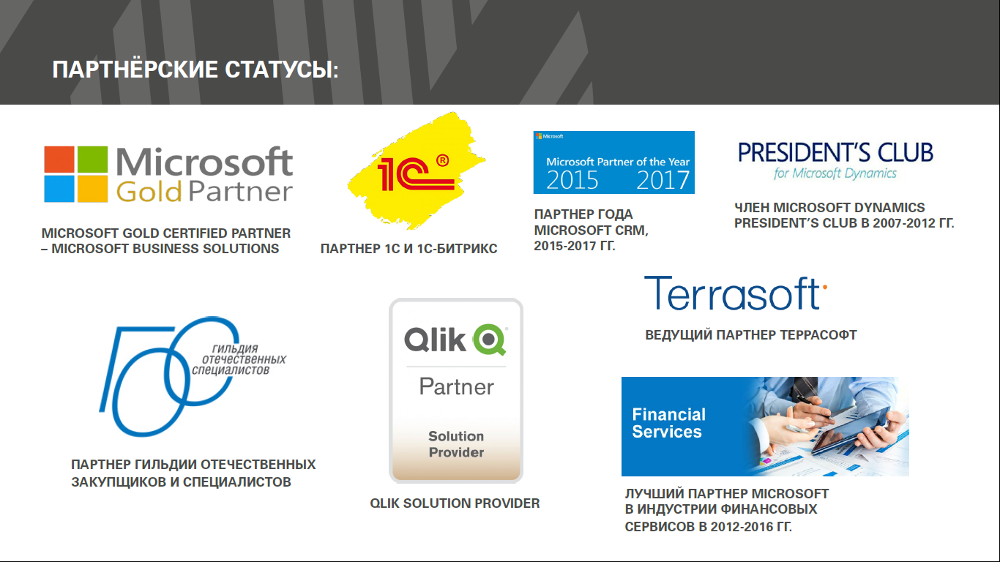 ПАРТНЁРСКИЕ СТАТУСЫ:
Microsoft
Gold Partner
MICROSOFT GOLD CERTIFIED PARTNER
– MICROSOFT BUSINESS SOLUTIONS
1С®
ПАРТНЕР 1С И 1С-БИТРИКС
Microsoft
Microsoft Partner of the Year
2015 2017
ПАРТНЕР ГОДА
MICROSOFT CRM,
2015-2017 ГГ.
PRESIDENT'S CLUB
for Microsoft Dynamics
ЧЛЕН MICROSOFT DYNAMICS
PRESIDENT'S CLUB В 2007-2012 ГГ.
ГИЛЬДИЯ
ОТЕЧЕСТВЕННЫХ
СПЕЦИАЛИСТОВ
ПАРТНЕР ГИЛЬДИИ ОТЕЧЕСТВЕННЫХ
ЗАКУПЩИКОВ И СПЕЦИАЛИСТОВ
Qlik
Partner
Solution
Provider
QLIK SOLUTION PROVIDER
Terrasoft
ВЕДУЩИЙ ПАРТНЕР ТЕРРАСОФТ
Financial
Services
ЛУЧШИЙ ПАРТНЕР MICROSOFT
В ИНДУСТРИИ ФИНАНСОВЫХ
СЕРВИСОВ В 2012-2016 ГГ.